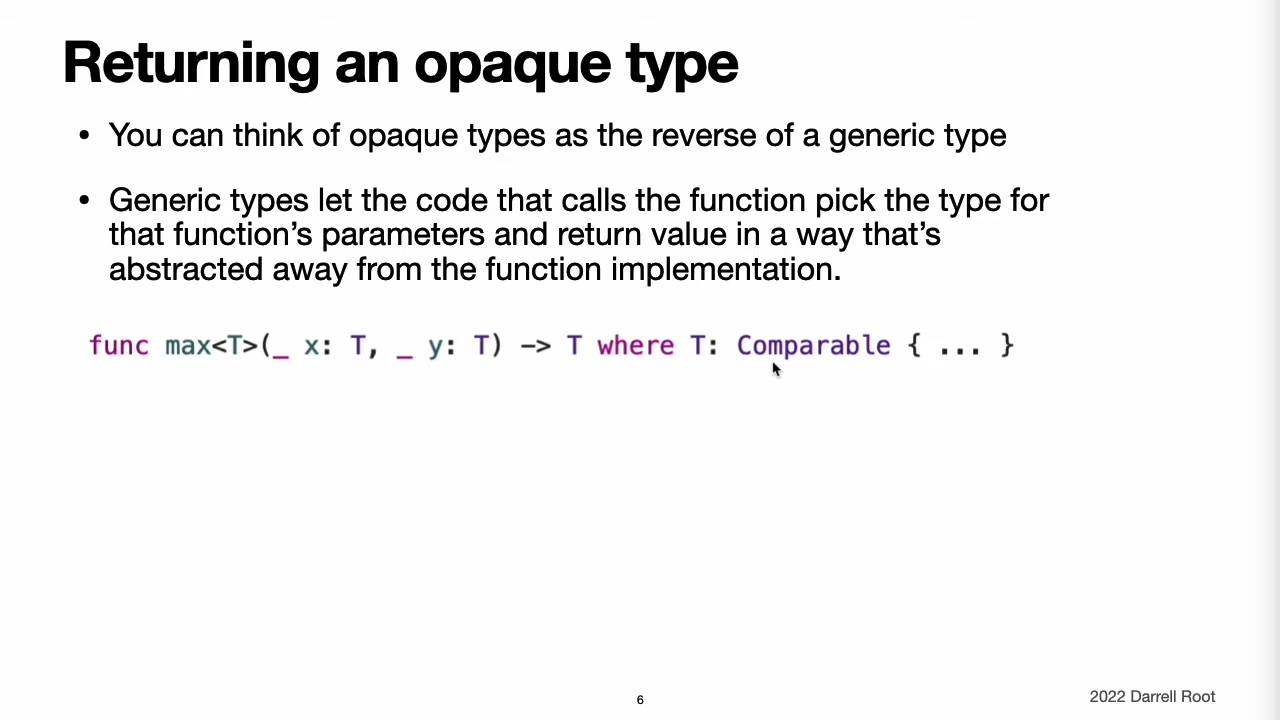 Returning an opaque type
• You can think of opaque types as the reverse of a generic type
• Generic types let the code that calls the function pick the type for
that function’s parameters and return value in a way that’s
abstracted away from the function implementation.
func max<T>(_ x: T, _ y: T) -> T where T: Comparable { ... }
6
2022 Darrell Root